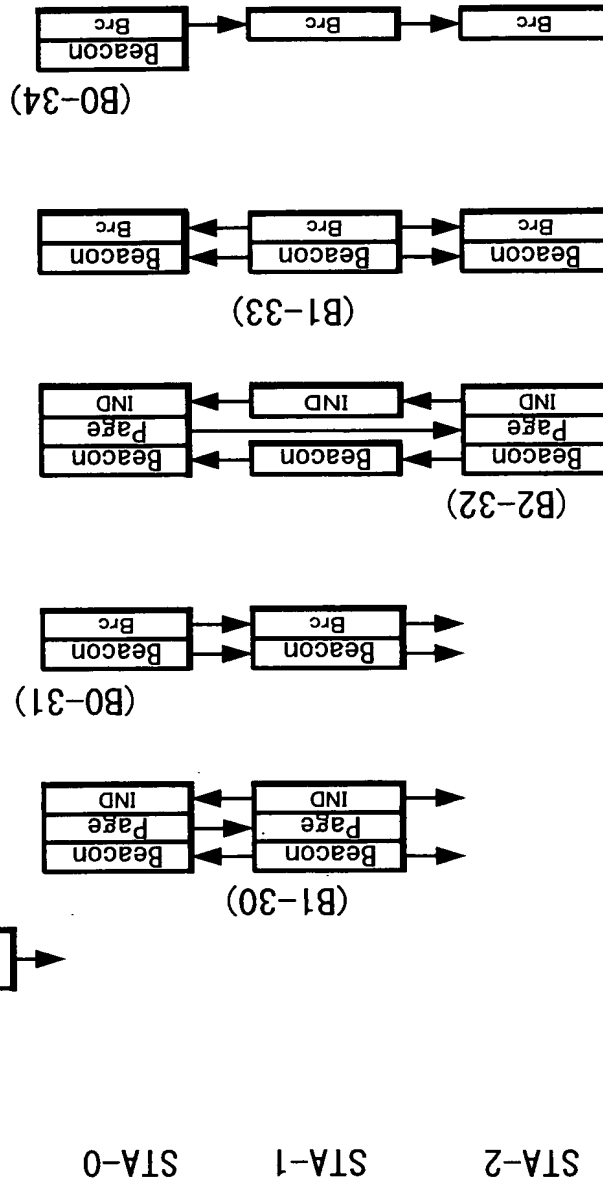 STA-2 STA-1 STA-0
(B1-30)
Beacon Beacon
Page Page
IND IND
(B0-31)
Beacon Beacon
Brc Brc
(B2-32)
Beacon Beacon Beacon
Page Page
IND IND IND
(B1-33)
Beacon Beacon Beacon
Brc Brc Brc
(B0-34)
Beacon
Brc Brc Brc